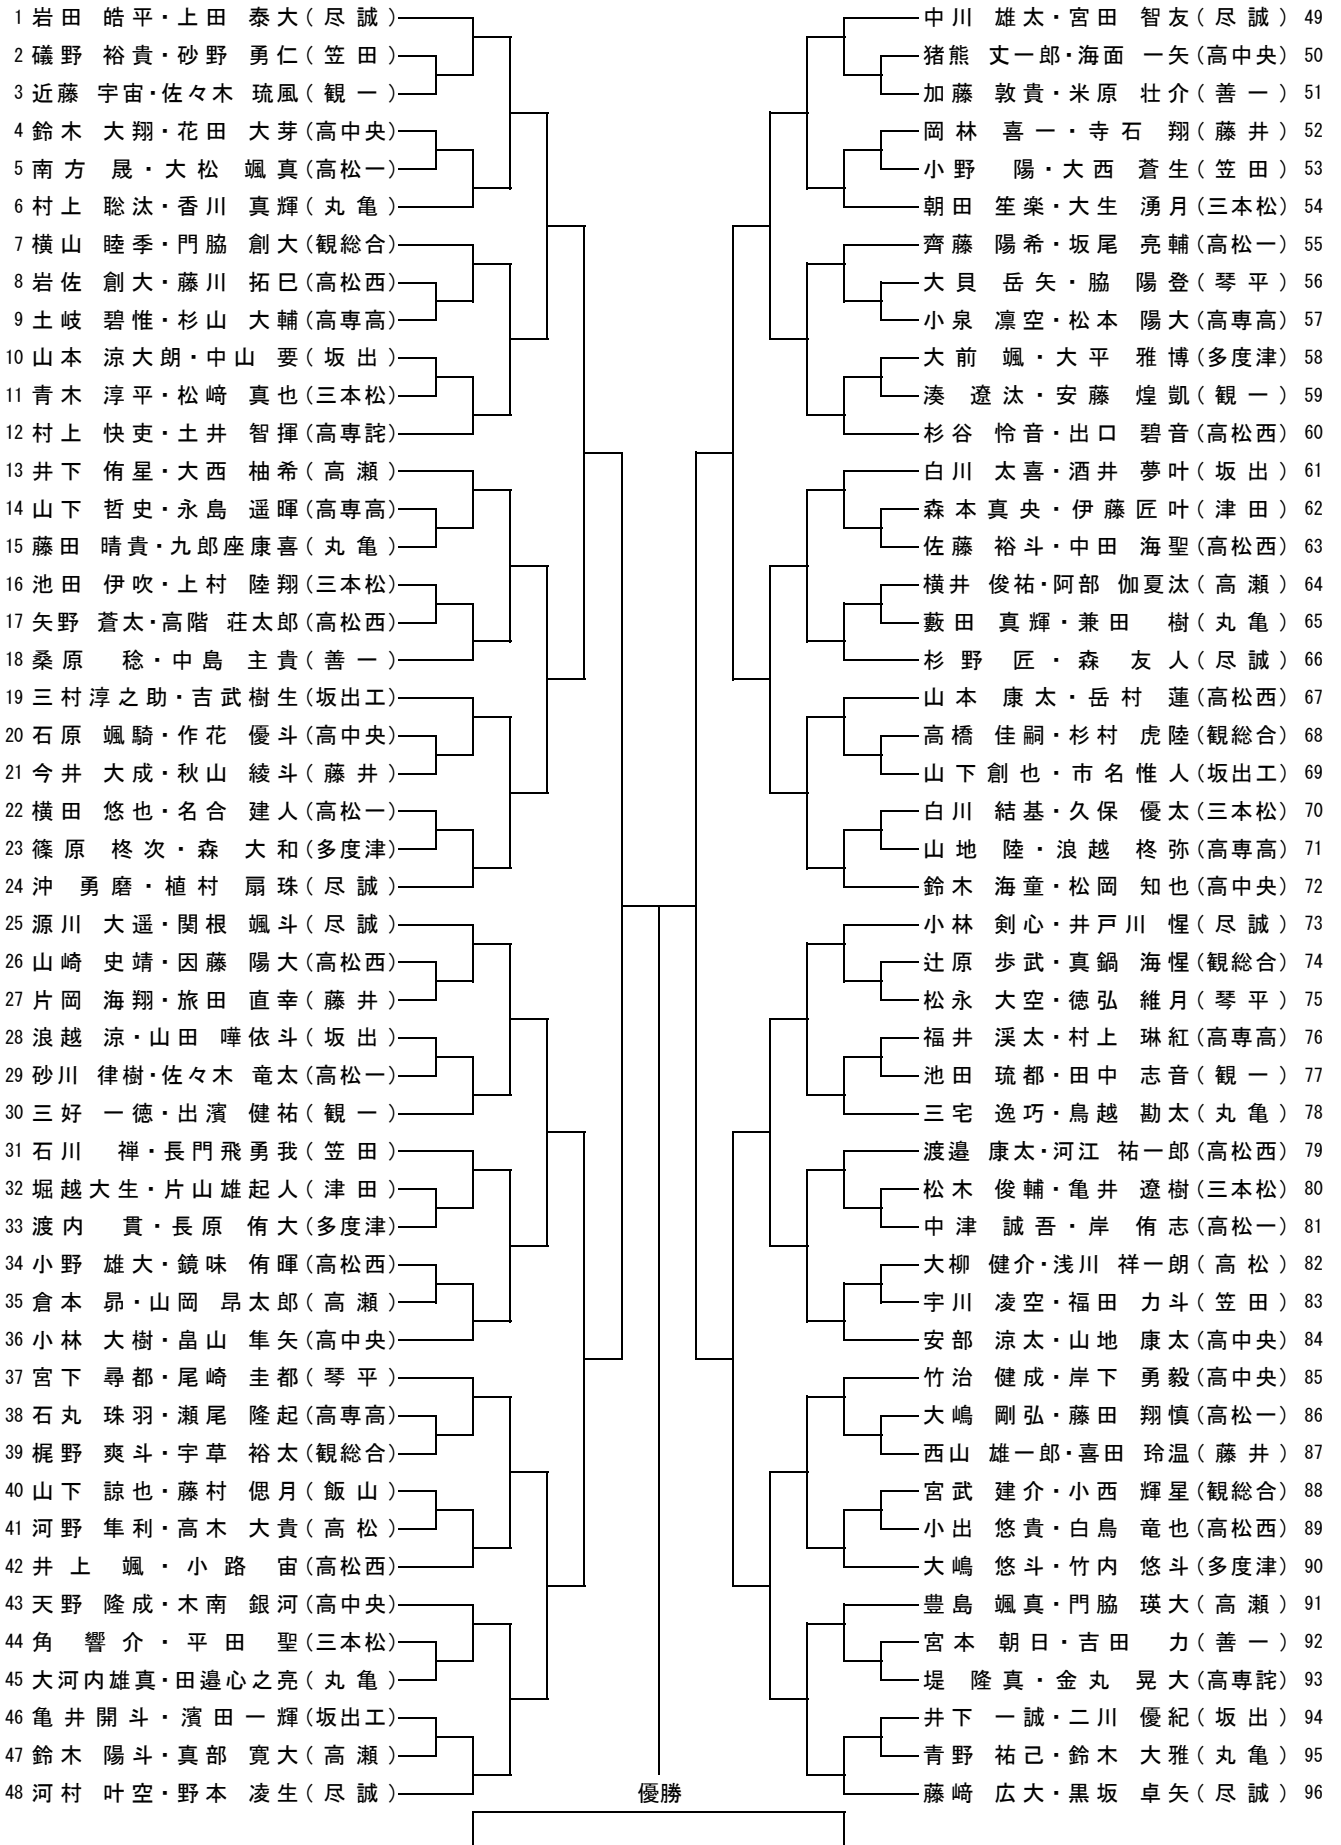 1 岩田 皓平・上田 泰大(尽誠)
2 礒野 裕貴・砂野 勇仁(笠田)
3 近藤 宇宙・佐々木 琉風(観一)
4 鈴木 大翔・花田 大芽(高中央)
5 南方 晟・大松 颯真(高松一)
6 村上 聡汰・香川 真輝(丸亀)
7 横山 睦季・門脇 創大(観総合)
8 岩佐 創大・藤川 拓巳(高松西)
9 土岐 碧惟・杉山 大輔(高専高)
10 山本 涼大朗・中山 要(坂出)
11 青木 淳平・松﨑 真也(三本松)
12 村上 快吏・土井 智揮(高専詫)
13 井下 侑星・大西 柚希(高瀬)
14 山下 哲史・永島 遥暉(高専高)
15 藤田 晴貴・九郎座康喜(丸亀)
16 池田 伊吹・上村 陸翔(三本松)
17 矢野 蒼太・高階 荘太郎(高松西)
18 桑原 稔・中島 主貴(善一)
19 三村淳之助・吉武樹生(坂出工)
20 石原 颯騎・作花 優斗(高中央)
21 今井 大成・秋山 綾斗(藤井)
22 横田 悠也・名合 建人(高松一)
23 篠原 柊次・森 大和(多度津)
24 沖 勇磨・植村 扇珠(尽誠)
25 源川 大遥・関根 颯斗(尽誠)
26 山崎 史靖・因藤 陽大(高松西)
27 片岡 海翔・旅田 直幸(藤井)
28 浪越 涼・山田 嘩依斗(坂出)
29 砂川 律樹・佐々木 竜太(高松一)
30 三好 一徳・出濱 健祐(観一)
31 石川 禅・長門飛勇我(笠田)
32 堀越大生・片山雄起人(津田)
33 渡内 貫・長原 侑大(多度津)
34 小野 雄大・鏡味 侑暉(高松西)
35 倉本 昴・山岡 昂太郎(高瀬)
36 小林 大樹・畠山 隼矢(高中央)
37 宮下 尋都・尾崎 圭都(琴平)
38 石丸 珠羽・瀬尾 隆起(高専高)
39 梶野 爽斗・宇草 裕太(観総合)
40 山下 諒也・藤村 偲月(飯山)
41 河野 隼利・高木 大貴(高松)
42 井上 颯・小路 宙(高松西)
43 天野 隆成・木南 銀河(高中央)
44 角 響介・平田 聖(三本松)
45 大河内雄真・田邉心之亮(丸亀)
46 亀井開斗・濱田一輝(坂出工)
47 鈴木 陽斗・真部 寛大(高瀬)
48 河村 叶空・野本 凌生(尽誠)
優勝
中川 雄太・宮田 智友(尽誠) 49
猪熊 丈一郎・海面 一矢(高中央) 50
加藤 敦貴・米原 壮介(善一) 51
岡林 喜一・寺石 翔(藤井) 52
小野 陽・大西 蒼生(笠田) 53
朝田 笙楽・大生 湧月(三本松) 54
齊藤 陽希・坂尾 亮輔(高松一) 55
大貝 岳矢・脇 陽登(琴平) 56
小泉 凛空・松本 陽大(高専高) 57
大前 颯・大平 雅博(多度津) 58
湊 遼汰・安藤 煌凱(観一) 59
杉谷 怜音・出口 碧音(高松西) 60
白川 太喜・酒井 夢叶(坂出) 61
森本真央・伊藤匠叶(津田) 62
佐藤 裕斗・中田 海聖(高松西) 63
横井 俊祐・阿部 伽夏汰(高瀬) 64
藪田 真輝・兼田 樹(丸亀) 65
杉野 匠・森 友人(尽誠) 66
山本 康太・岳村 蓮(高松西) 67
高橋 佳嗣・杉村 虎陸(観総合) 68
山下創也・市名惟人(坂出工) 69
白川 結基・久保 優太(三本松) 70
山地 陸・浪越 柊弥(高専高) 71
鈴木 海童・松岡 知也(高中央) 72
小林 剣心・井戸川 惺(尽誠) 73
辻原 歩武・真鍋 海惺(観総合) 74
松永 大空・徳弘 維月(琴平) 75
福井 渓太・村上 琳紅(高専高) 76
池田 琉都・田中 志音(観一) 77
三宅 逸巧・鳥越 勘太(丸亀) 78
渡邉 康太・河江 祐一郎(高松西) 79
松木 俊輔・亀井 遼樹(三本松) 80
中津 誠吾・岸 侑志(高松一) 81
大柳 健介・浅川 祥一朗(高松) 82
宇川 凌空・福田 力斗(笠田) 83
安部 涼太・山地 康太(高中央) 84
竹治 健成・岸下 勇毅(高中央) 85
大嶋 剛弘・藤田 翔慎(高松一) 86
西山 雄一郎・喜田 玲温(藤井) 87
宮武 建介・小西 輝星(観総合) 88
小出 悠貴・白鳥 竜也(高松西) 89
大嶋 悠斗・竹内 悠斗(多度津) 90
豊島 颯真・門脇 瑛大(高瀬) 91
宮本 朝日・吉田 力(善一) 92
堤 隆真・金丸 晃大(高専詫) 93
井下 一誠・二川 優紀(坂出) 94
青野 祐己・鈴木 大雅(丸亀) 95
藤﨑 広大・黒坂 卓矢(尽誠) 96